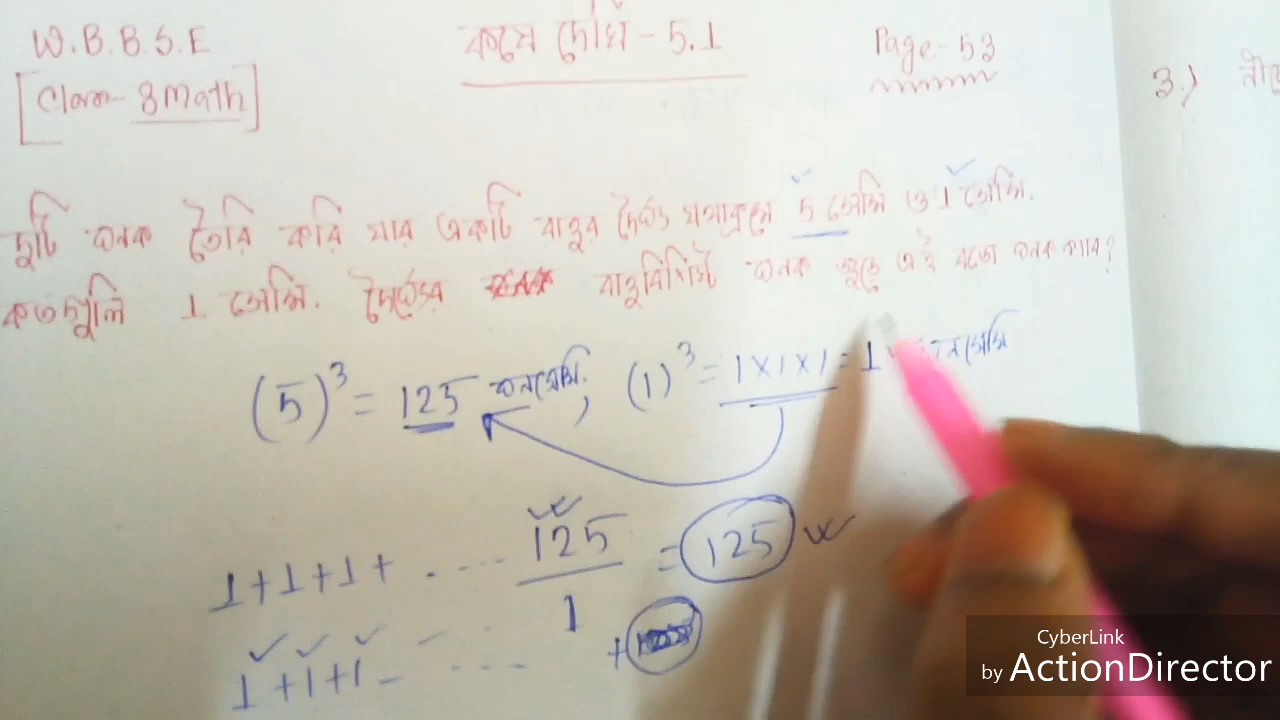 W.B.B.S.E
কষে দেখি - 5.1
Page - 53
[Class - 8 Math]
3.)
দুটি ঘনক তৈরি করি যার একটি বাহুর দৈর্ঘ্য যথাক্রমে 5 সেমি ও 1 সেমি.
কতগুলি 1 সেমি. দৈর্ঘ্যের বাহুবিশিষ্ট ঘনক জুড়ে এই বড়ো ঘনক পাব?
(5)³ = 125 ঘনসেমি, (1)³ = 1×1×1 = 1 ঘনসেমি
1+1+1+ ..... 125/1 = 125
1+1+1 - ..... +
CyberLink
by ActionDirector